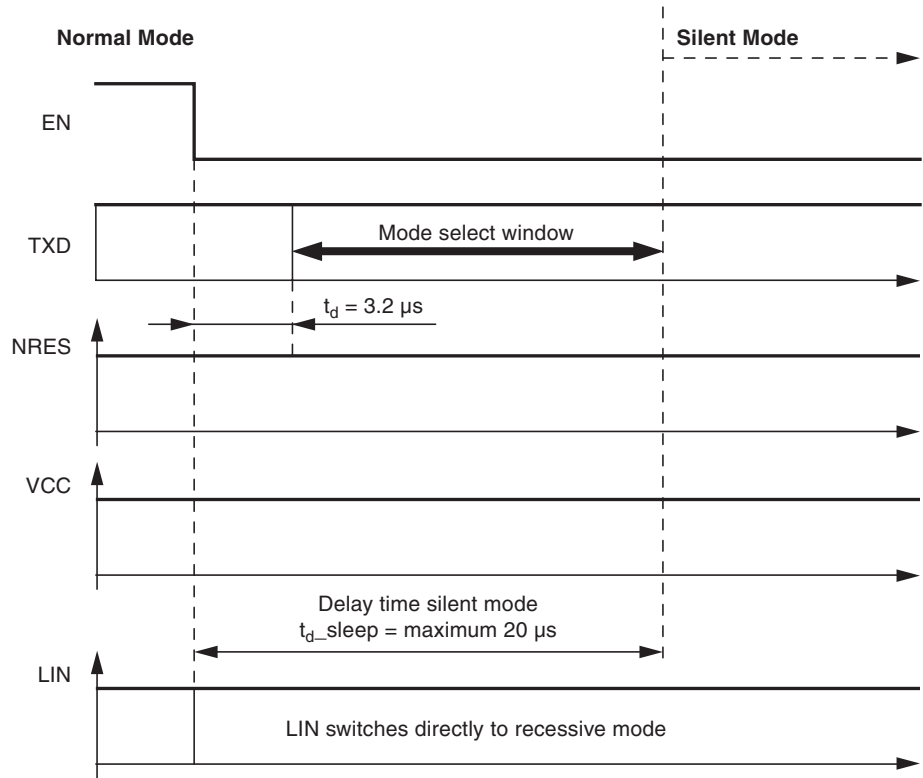 Normal Mode
Silent Mode
EN
TXD
Mode select window
t_d = 3.2 µs
NRES
VCC
Delay time silent mode
t_d_sleep = maximum 20 µs
LIN
LIN switches directly to recessive mode